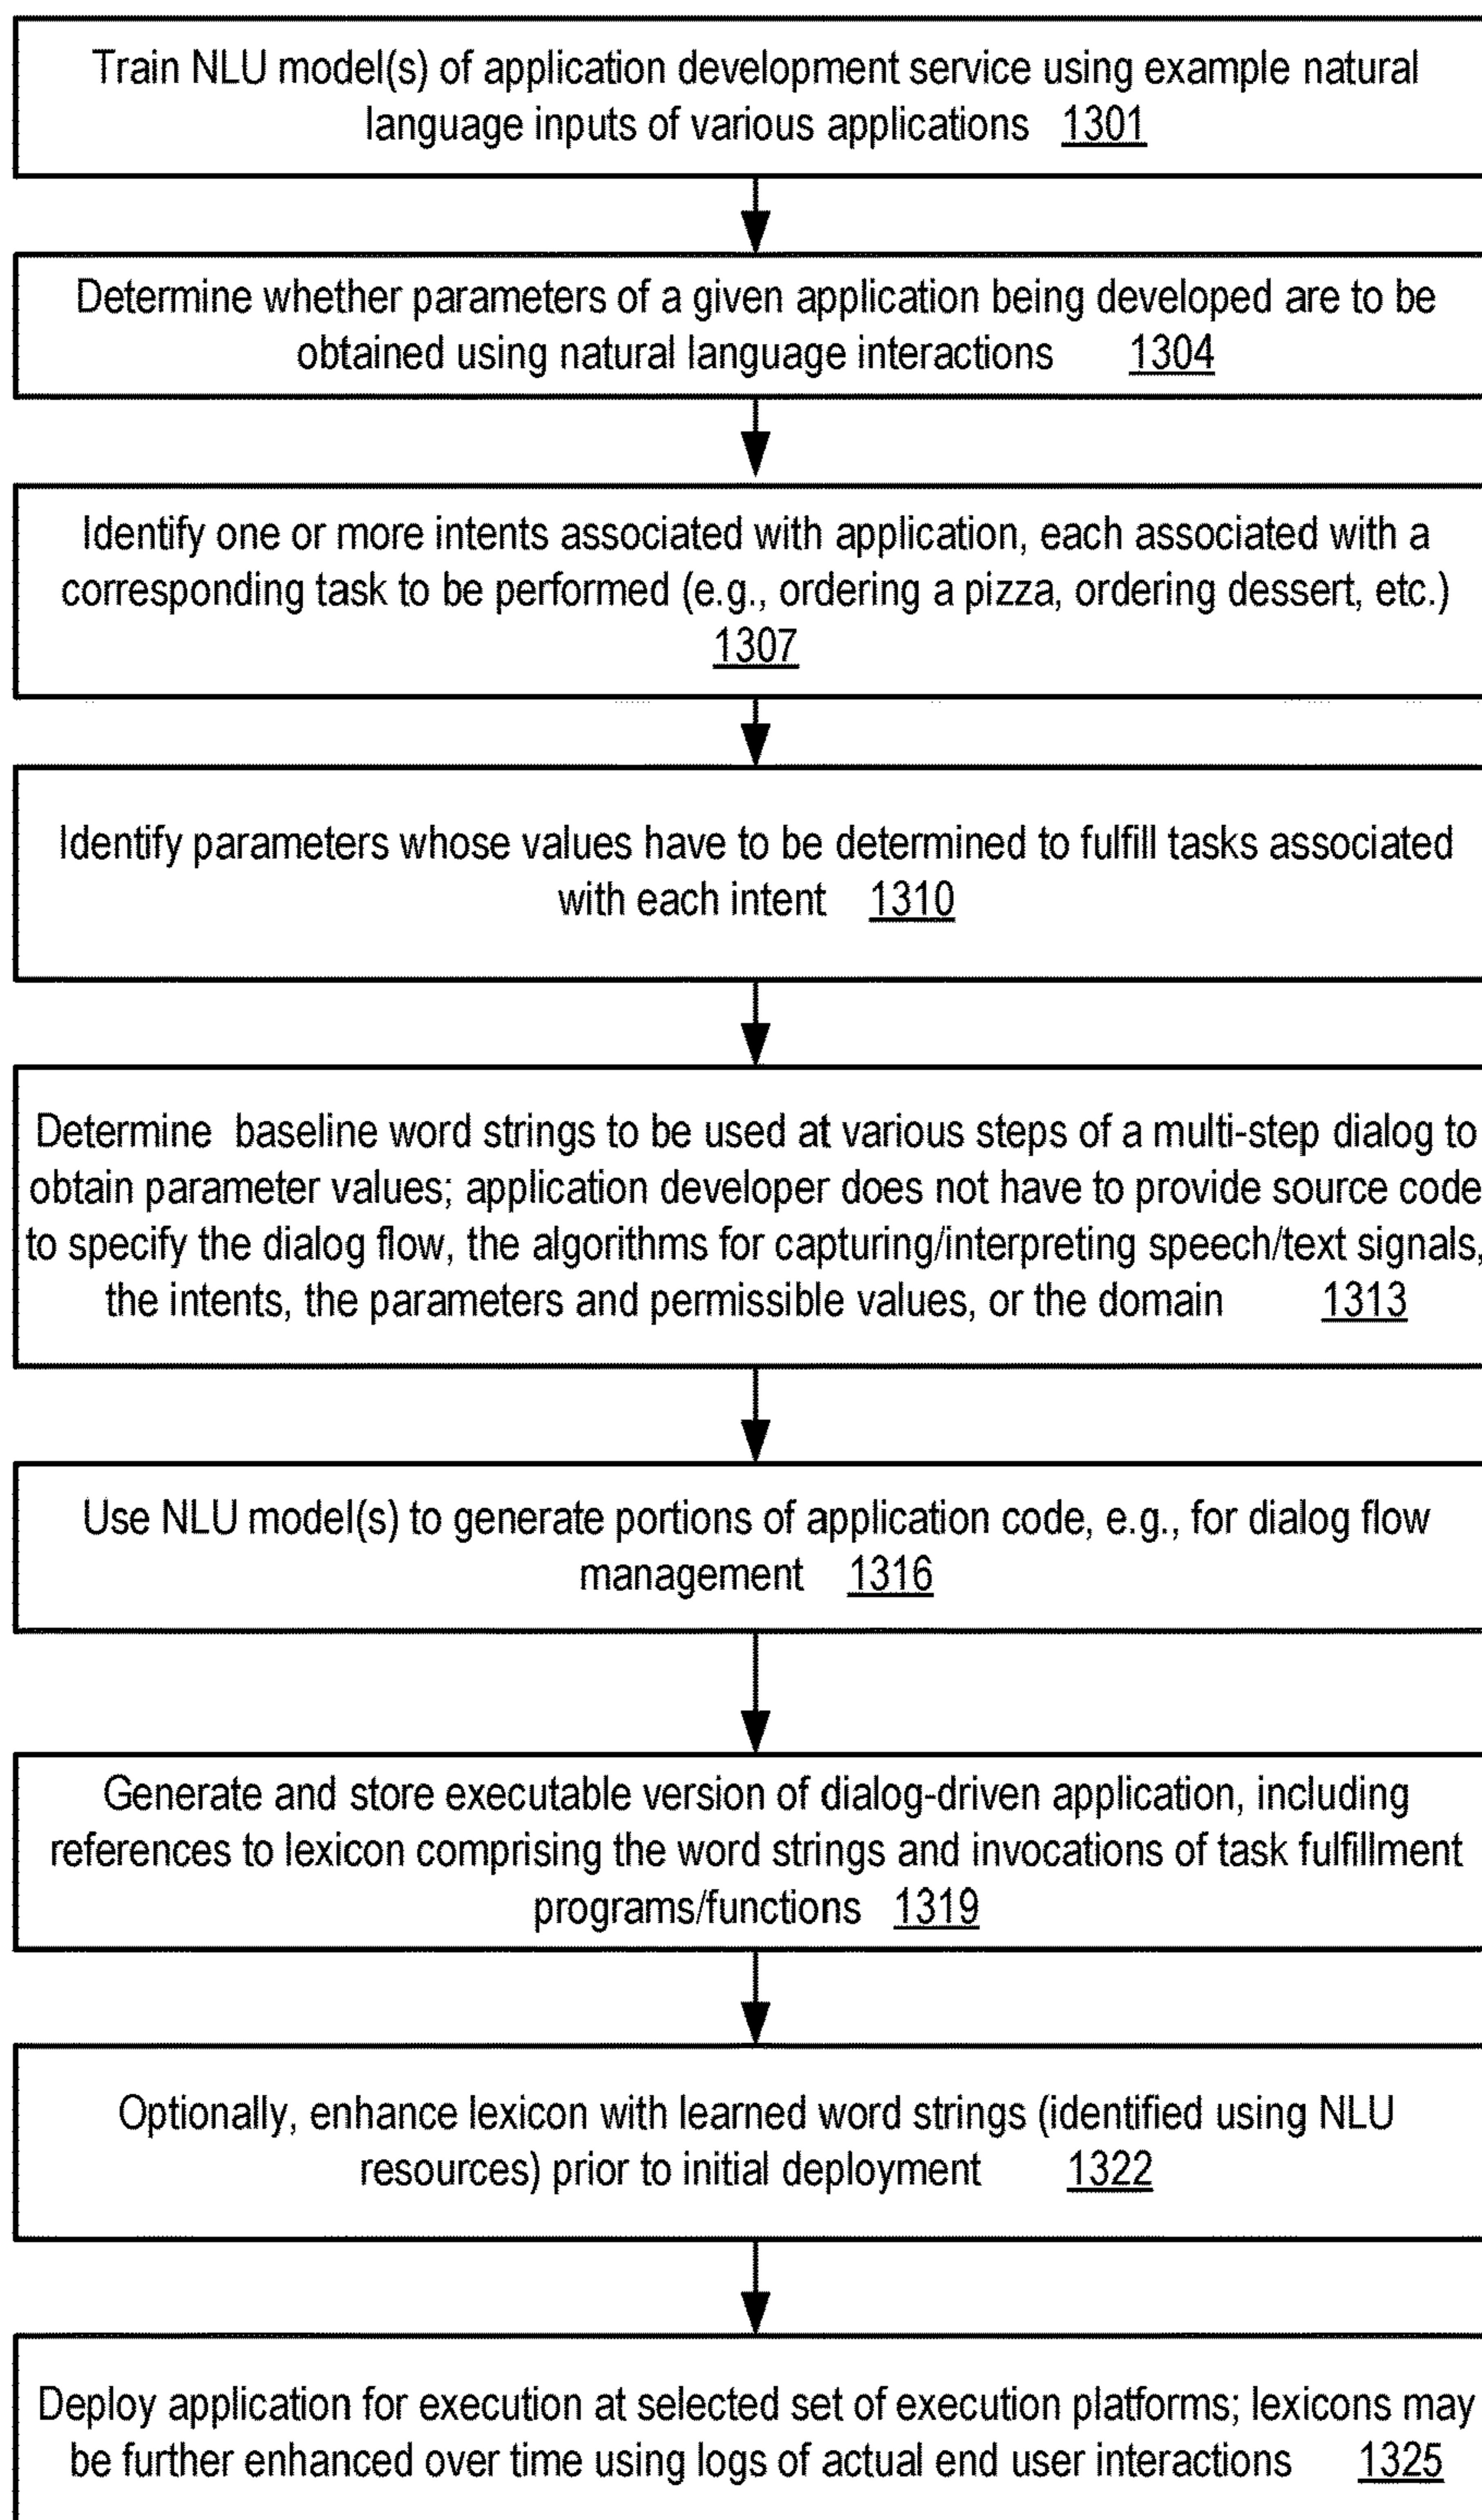 Train NLU model(s) of application development service using example natural
language inputs of various applications 1301
Determine whether parameters of a given application being developed are to be
obtained using natural language interactions 1304
Identify one or more intents associated with application, each associated with a
corresponding task to be performed (e.g., ordering a pizza, ordering dessert, etc.)
1307
Identify parameters whose values have to be determined to fulfill tasks associated
with each intent 1310
Determine baseline word strings to be used at various steps of a multi-step dialog to
obtain parameter values; application developer does not have to provide source code
to specify the dialog flow, the algorithms for capturing/interpreting speech/text signals,
the intents, the parameters and permissible values, or the domain 1313
Use NLU model(s) to generate portions of application code, e.g., for dialog flow
management 1316
Generate and store executable version of dialog-driven application, including
references to lexicon comprising the word strings and invocations of task fulfillment
programs/functions 1319
Optionally, enhance lexicon with learned word strings (identified using NLU
resources) prior to initial deployment 1322
Deploy application for execution at selected set of execution platforms; lexicons may
be further enhanced over time using logs of actual end user interactions 1325